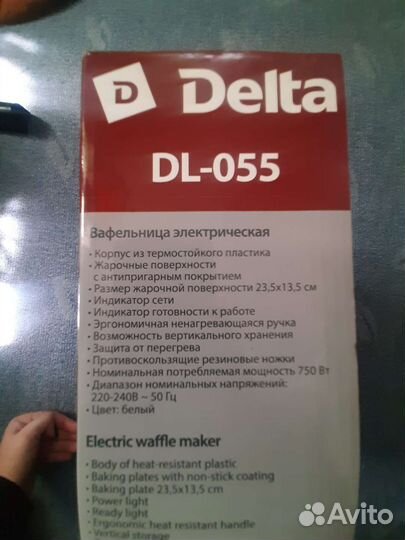 D Delta
DL-055
Вафельница электрическая
• Корпус из термостойкого пластика
• Жарочные поверхности
с антипригарным покрытием
• Размер жарочной поверхности 23,5х13,5 см
• Индикатор сети
• Индикатор готовности к работе
• Эргономичная ненагревающаяся ручка
• Возможность вертикального хранения
• Защита от перегрева
• Противоскользящие резиновые ножки
• Номинальная потребляемая мощность 750 Вт
• Диапазон номинальных напряжений:
220-240В ~ 50 Гц
• Цвет: белый
Electric waffle maker
• Body of heat-resistant plastic
• Baking plates with non-stick coating
• Baking plate 23,5x13,5 cm
• Power light
• Ready light
• Ergonomic heat resistant handle
• Vertical storage
Avito